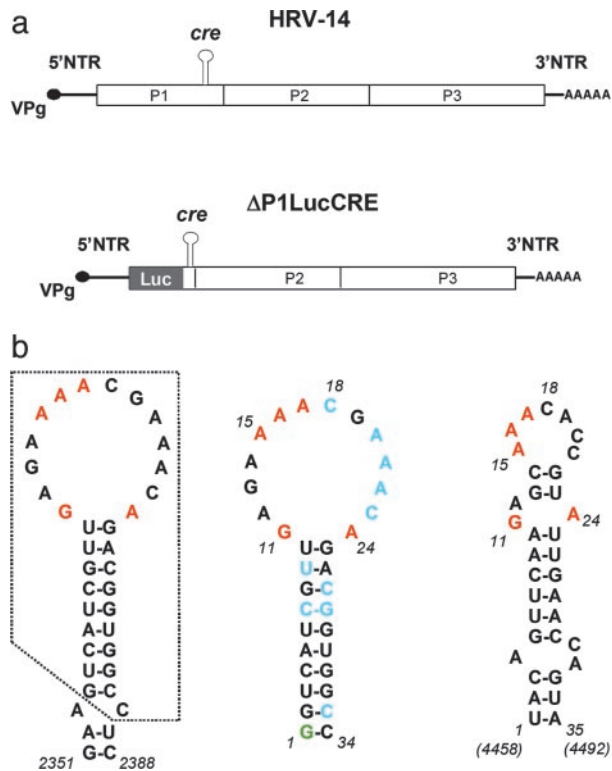 a
HRV-14
cre
5'NTR
3'NTR
VPg
P1
P2
P3
AAAAA
ΔP1LucCRE
cre
5'NTR
3'NTR
VPg
Luc
P2
P3
AAAAA
b
A A A C G A A A C A
A G A G
U-G
U-A
G-C
C-G
U-G
A-U
C-G
U-G
G-C
A C
A-U
G-C
2351 2388
18
15
A A A C G A A A C A
A G A G
11 24
U-G
U-A
G-C
C-G
U-G
A-U
C-G
U-G
G-C
G-C
1 34
18
A A A C A C C
15
C-G
G-U
A A 24
G
11
A-U
A-U
C-G
U-A
U-A
G-C
A C A
C-G
A-U
U-A
1 35
(4458) (4492)